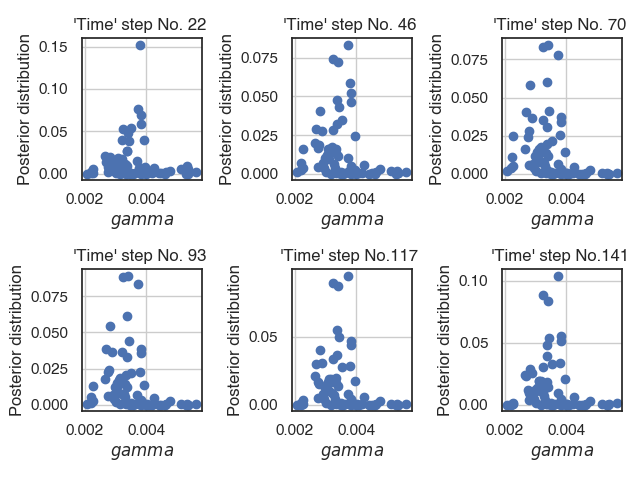 'Time' step No. 22
'Time' step No. 46
'Time' step No. 70
Posterior distribution
0.15
0.10
0.05
0.00
0.002
0.004
gamma
Posterior distribution
0.075
0.050
0.025
0.000
0.002
0.004
gamma
Posterior distribution
0.075
0.050
0.025
0.000
0.002
0.004
gamma
'Time' step No. 93
'Time' step No.117
'Time' step No.141
Posterior distribution
0.075
0.050
0.025
0.000
0.002
0.004
gamma
Posterior distribution
0.05
0.00
0.002
0.004
gamma
Posterior distribution
0.10
0.05
0.00
0.002
0.004
gamma